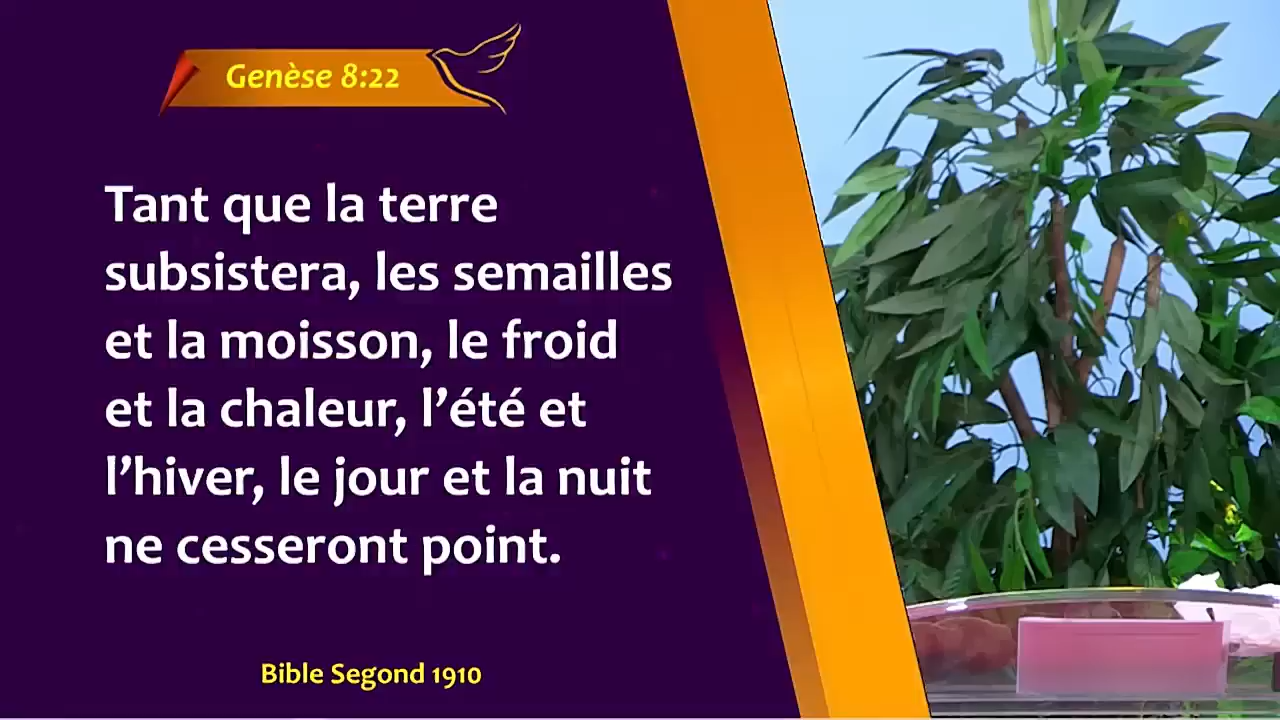 Genèse 8:22
Tant que la terre
subsistera, les semailles
et la moisson, le froid
et la chaleur, l’été et
l’hiver, le jour et la nuit
ne cesseront point.
Bible Segond 1910